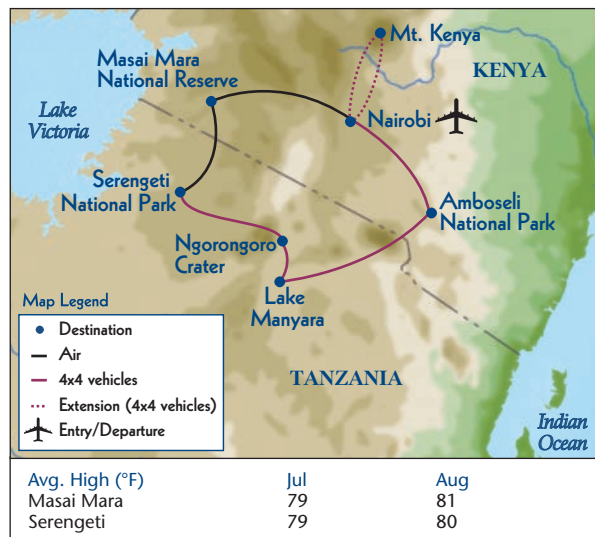 Mt. Kenya
Masai Mara
National Reserve
KENYA
Lake
Victoria
Nairobi
Serengeti
National Park
Amboseli
National Park
Ngorongoro
Crater
Lake
Manyara
Map Legend
Destination
Air
4x4 vehicles
Extension (4x4 vehicles)
Entry/Departure
TANZANIA
Indian
Ocean
Avg. High (°F) Jul Aug
Masai Mara 79 81
Serengeti 79 80